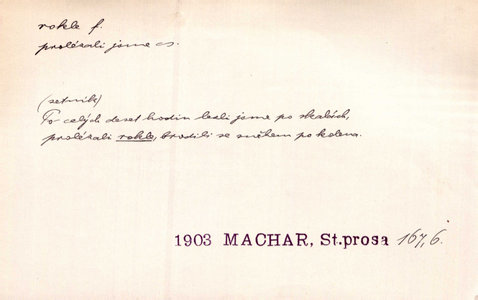 rokle f.
prolézali jsme cs.
(setník)
Po celých deset hodin lezli jsme po skalách,
prolézali rokle, brodili se sněhem po kolena.
1903 MACHAR, St.prosa 167,6.